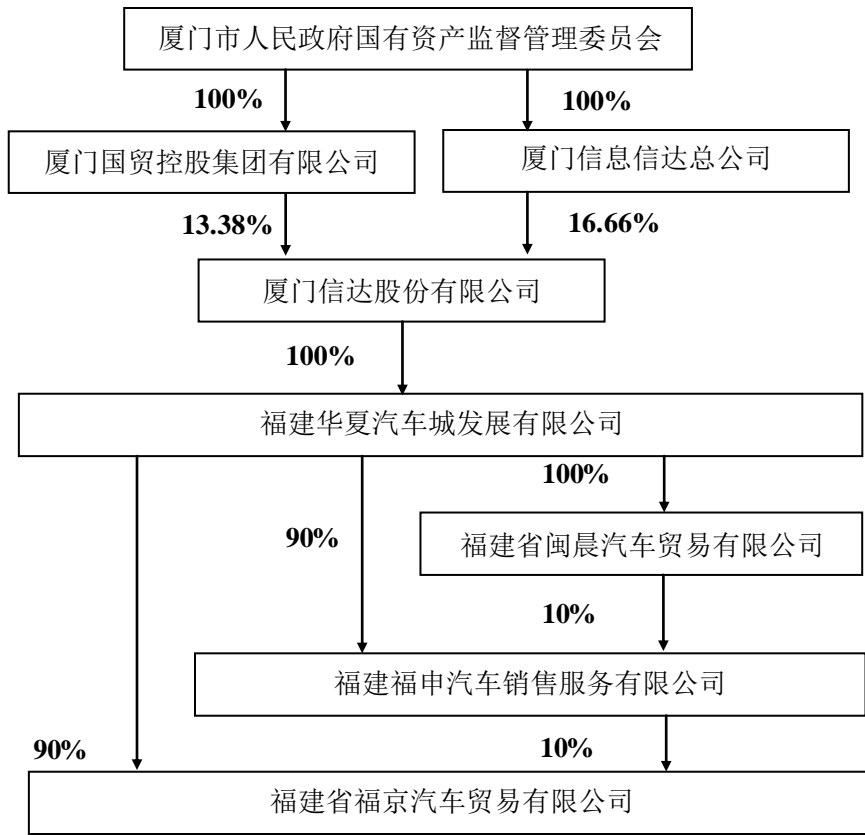 厦门市人民政府国有资产监督管理委员会
100%
100%
厦门国贸控股集团有限公司
厦门信息信达总公司
13.38%
16.66%
厦门信达股份有限公司
100%
福建华夏汽车城发展有限公司
100%
90%
福建省闽晨汽车贸易有限公司
10%
福建福申汽车销售服务有限公司
90%
10%
福建省福京汽车贸易有限公司